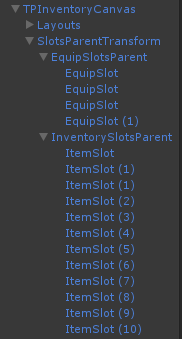 TPInventoryCanvas
Layouts
SlotsParentTransform
EquipSlotsParent
EquipSlot
EquipSlot
EquipSlot
EquipSlot (1)
InventorySlotsParent
ItemSlot
ItemSlot (1)
ItemSlot (1)
ItemSlot (2)
ItemSlot (3)
ItemSlot (4)
ItemSlot (5)
ItemSlot (6)
ItemSlot (7)
ItemSlot (8)
ItemSlot (9)
ItemSlot (10)